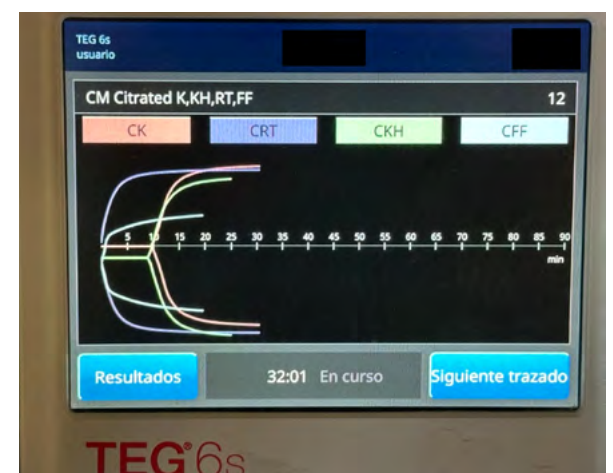 TEG 6s
usuario
CM Citrated K,KH,RT,FF 12
CK CRT CKH CFF
5 10 15 20 25 30 35 40 45 50 55 60 65 70 75 80 85 90
min
Resultados 32:01 En curso Siguiente trazado
TEG®6s